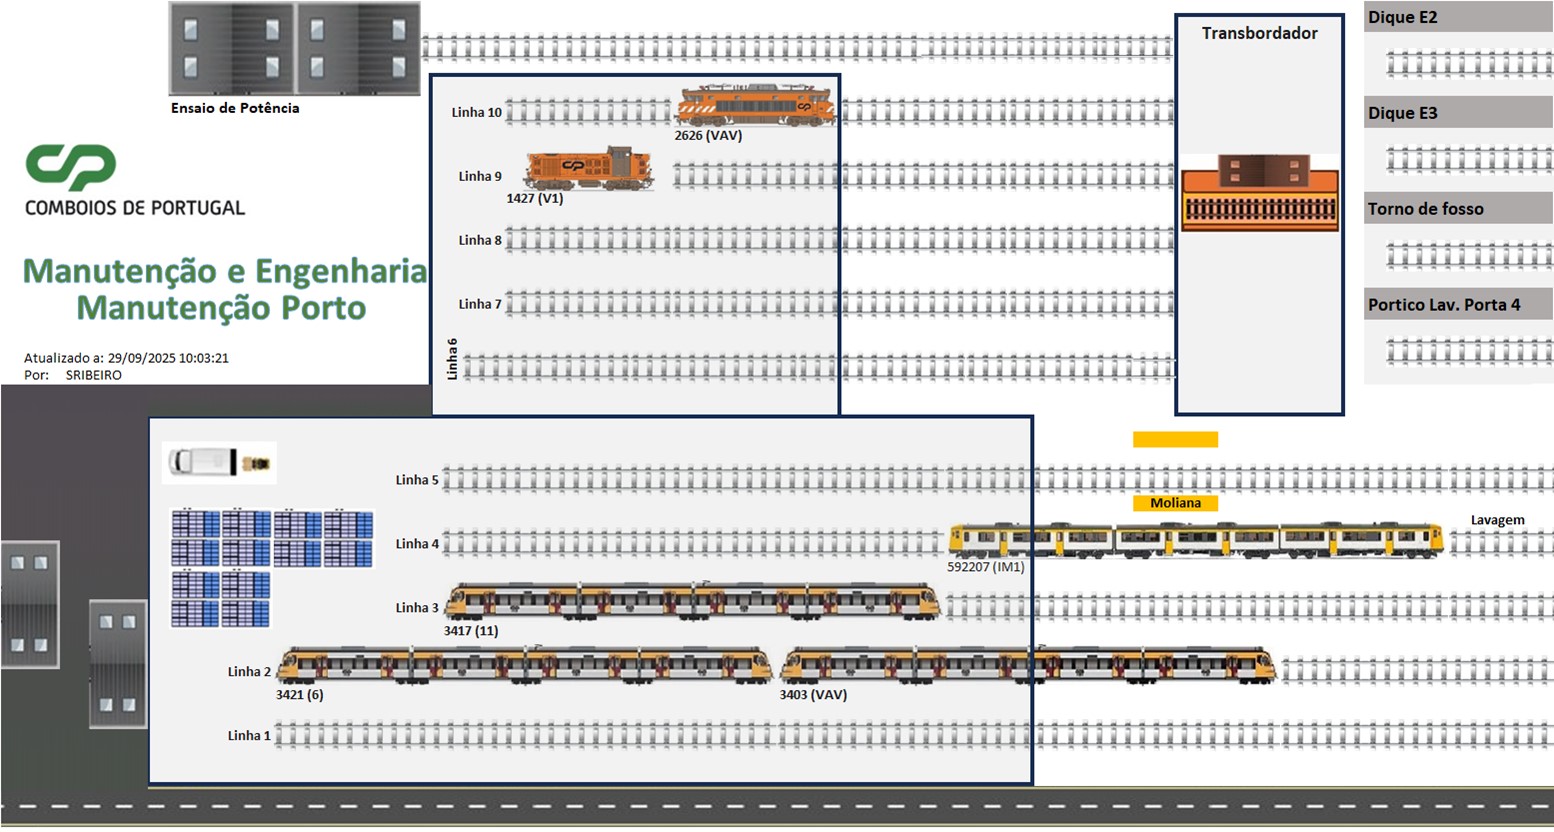 Ensaio de Potência
CP
COMBOIOS DE PORTUGAL
Manutenção e Engenharia
Manutenção Porto
Atualizado a: 29/09/2025 10:03:21
Por: SRIBEIRO
Linha 10
CP
2626 (VAV)
Linha 9
CP
1427 (V1)
Linha 8
Linha 7
Linha 6
Transbordador
Dique E2
Dique E3
Torno de fosso
Portico Lav. Porta 4
Linha 5
Moliana
Lavagem
Linha 4
592207 (IM1)
Linha 3
3417 (11)
Linha 2
3421 (6)
3403 (VAV)
Linha 1